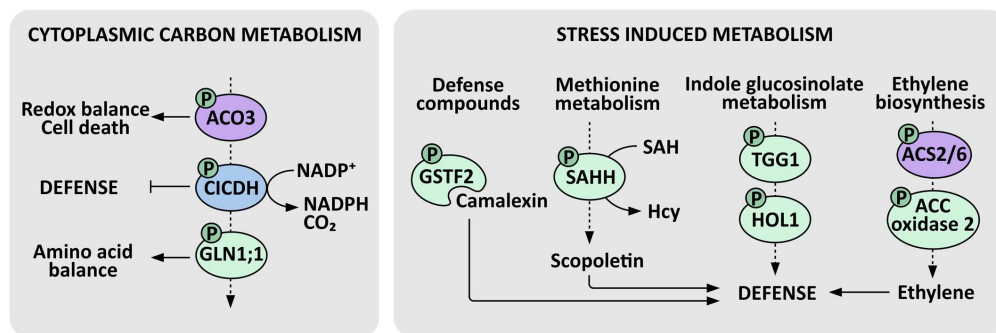 CYTOPLASMIC CARBON METABOLISM
Redox balance
Cell death
P
ACO3
DEFENSE
P
CICDH
NADP⁺
NADPH
CO₂
Amino acid
balance
P
GLN1;1
STRESS INDUCED METABOLISM
Defense
compounds
P
GSTF2
Camalexin
Methionine
metabolism
P
SAHH
SAH
Hcy
Scopoletin
Indole glucosinolate
metabolism
P
TGG1
P
HOL1
DEFENSE
Ethylene
biosynthesis
P
ACS2/6
P
ACC
oxidase 2
Ethylene